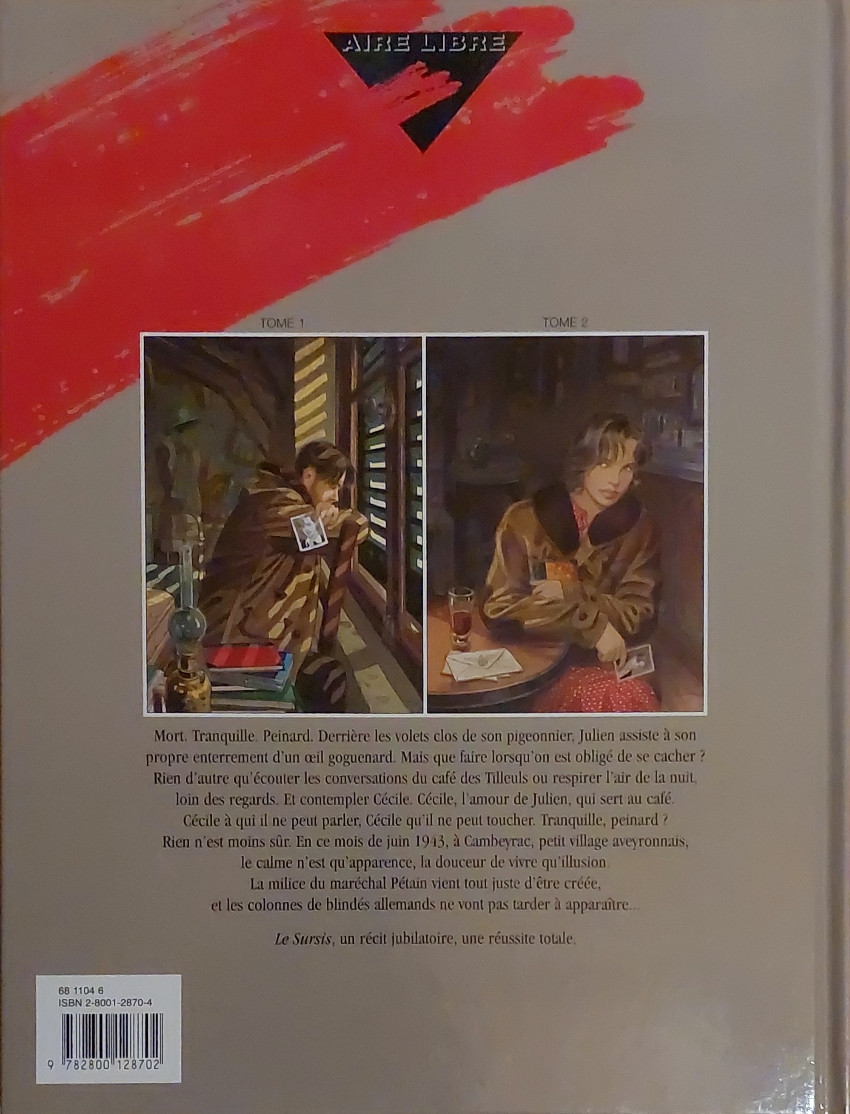 AIRE LIBRE
TOME 1
TOME 2
Mort. Tranquille. Peinard. Derrière les volets clos de son pigeonnier, Julien assiste à son
propre enterrement d'un œil goguenard. Mais que faire lorsqu'on est obligé de se cacher ?
Rien d'autre qu'écouter les conversations du café des Tilleuls ou respirer l'air de la nuit,
loin des regards. Et contempler Cécile. Cécile, l'amour de Julien, qui sert au café.
Cécile à qui il ne peut parler, Cécile qu'il ne peut toucher. Tranquille, peinard ?
Rien n'est moins sûr. En ce mois de juin 1943, à Cambeyrac, petit village aveyronnais,
le calme n'est qu'apparence, la douceur de vivre qu'illusion.
La milice du maréchal Pétain vient tout juste d'être créée,
et les colonnes de blindés allemands ne vont pas tarder à apparaître...
Le Sursis, un récit jubilatoire, une réussite totale.
68 1104 6
ISBN 2-8001-2870-4
9 782800 128702